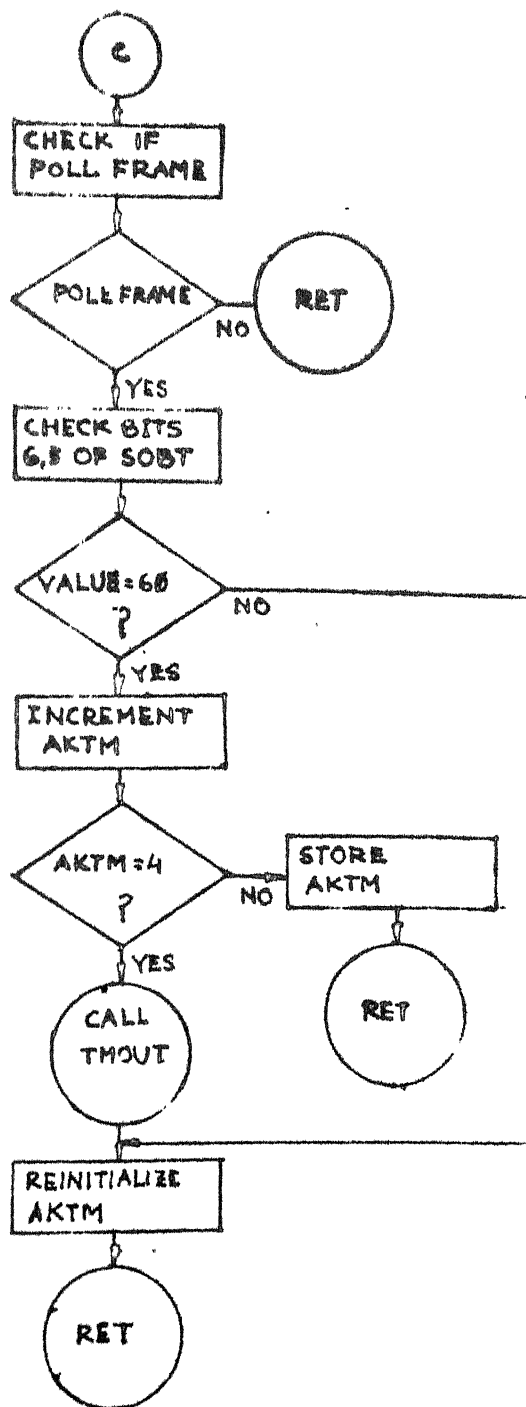 C
CHECK IF
POLL FRAME
POLL FRAME
NO
RET
YES
CHECK BITS
6,5 OF SOBT
VALUE=60
?
NO
YES
INCREMENT
AKTM
AKTM=4
?
NO
STORE
AKTM
YES
RET
CALL
TMOUT
REINITIALIZE
AKTM
RET